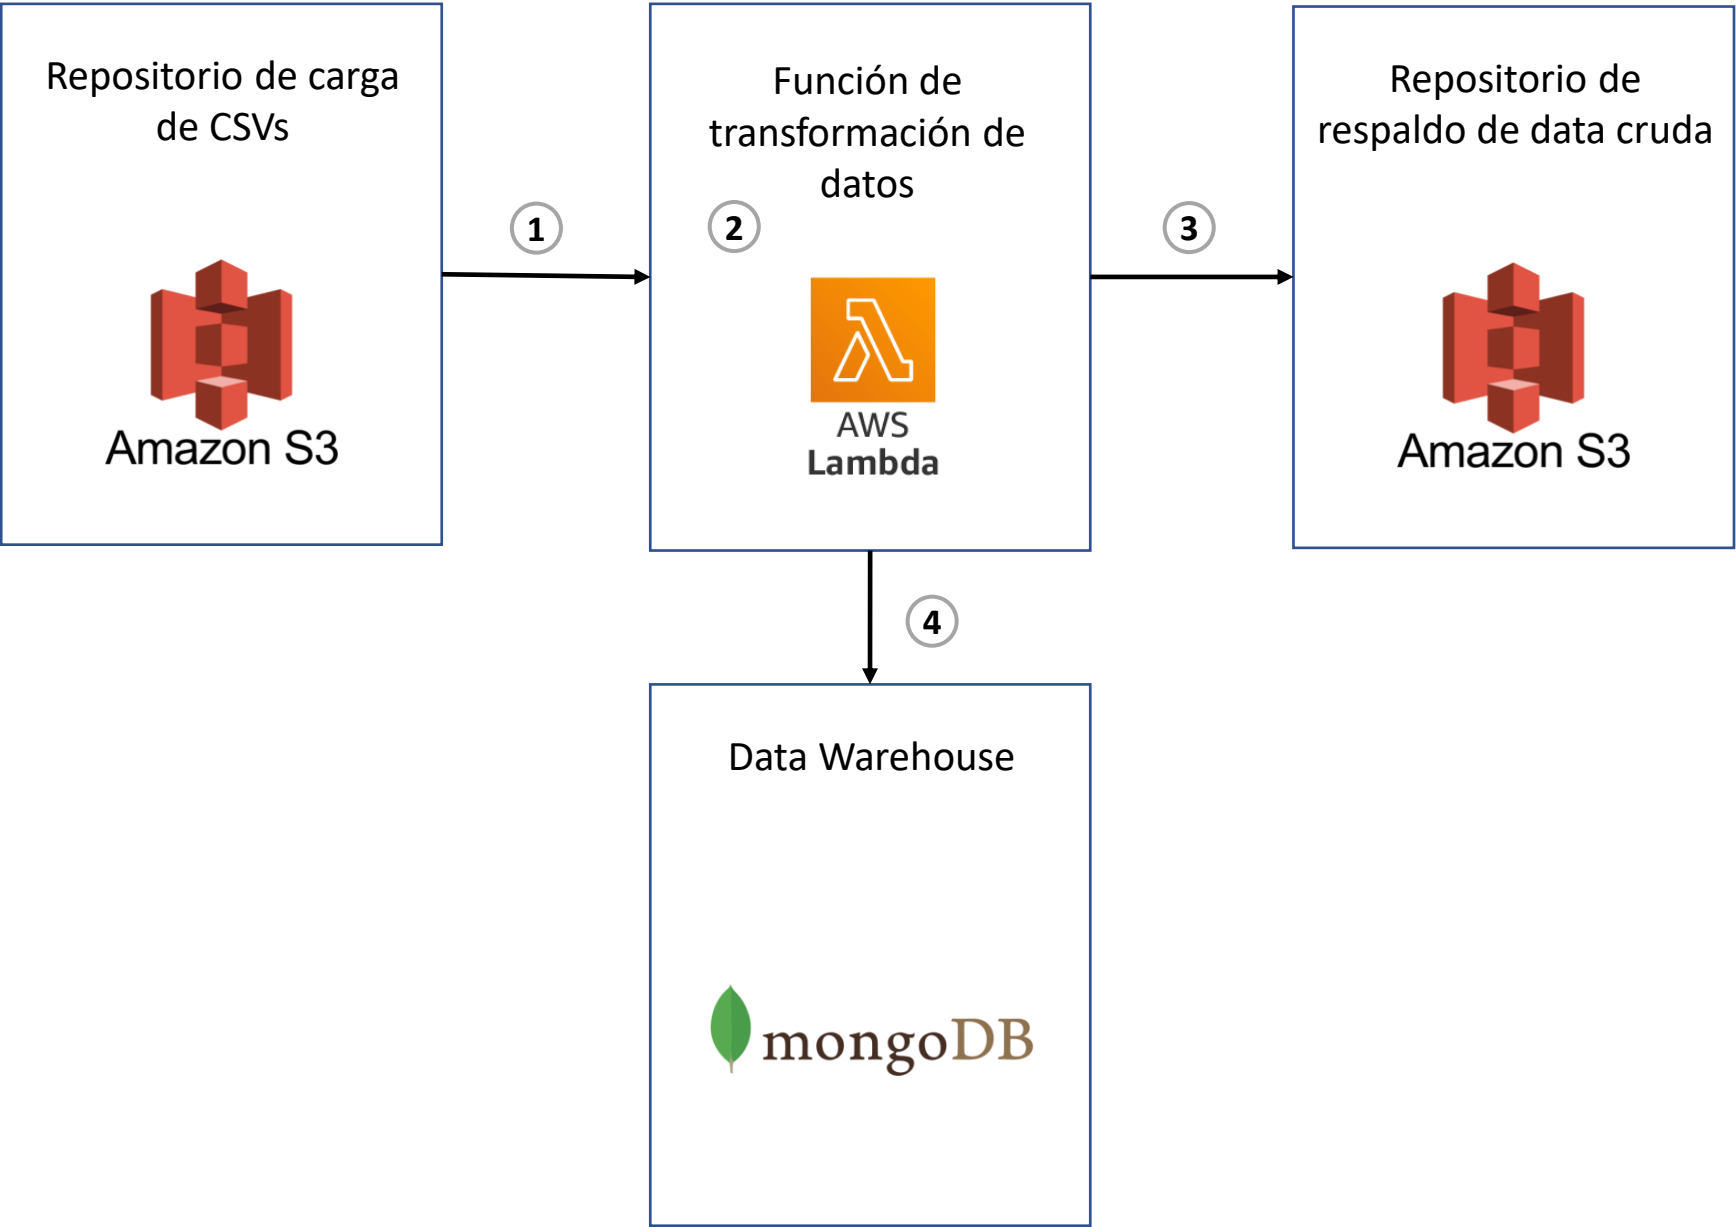 Repositorio de carga
de CSVs
Amazon S3
1
Función de
transformación de
datos
2
AWS
Lambda
3
Repositorio de
respaldo de data cruda
Amazon S3
4
Data Warehouse
mongoDB